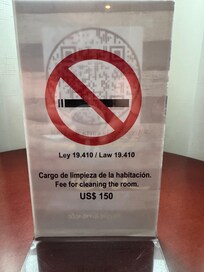 Ley 19.410 / Law 19.410
Cargo de limpieza de la habitación.
Fee for cleaning the room.
US$ 150